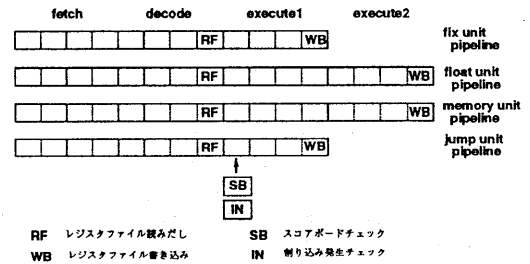 fetch decode execute1 execute2
RF WB fix unit pipeline
RF WB float unit pipeline
RF WB memory unit pipeline
RF WB jump unit pipeline
SB
IN
RF レジスタファイル読みだし SB スコアボードチェック
WB レジスタファイル書き込み IN 割り込み発生チェック